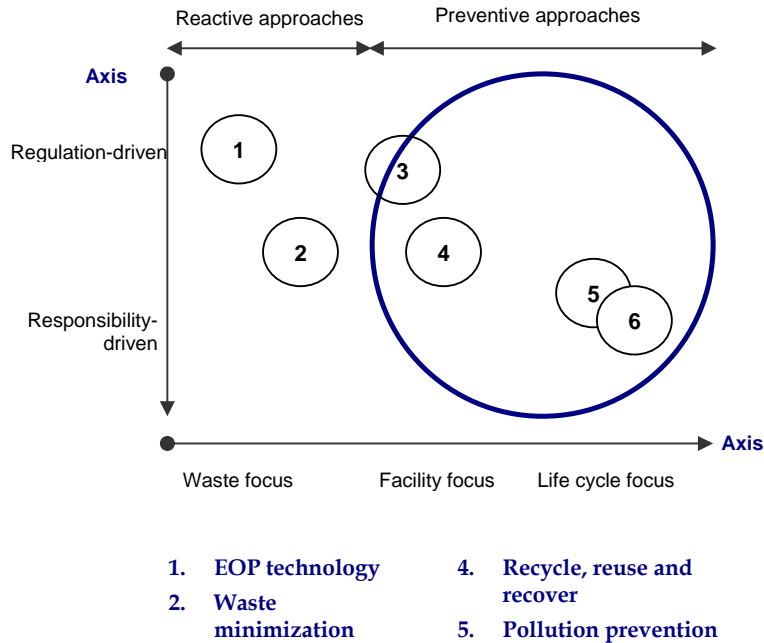 Reactive approaches
Preventive approaches
Axis
Regulation-driven
1
3
2
4
5
6
Responsibility-
driven
Axis
Waste focus
Facility focus
Life cycle focus
1. EOP technology
2. Waste
minimization
4. Recycle, reuse and
recover
5. Pollution prevention